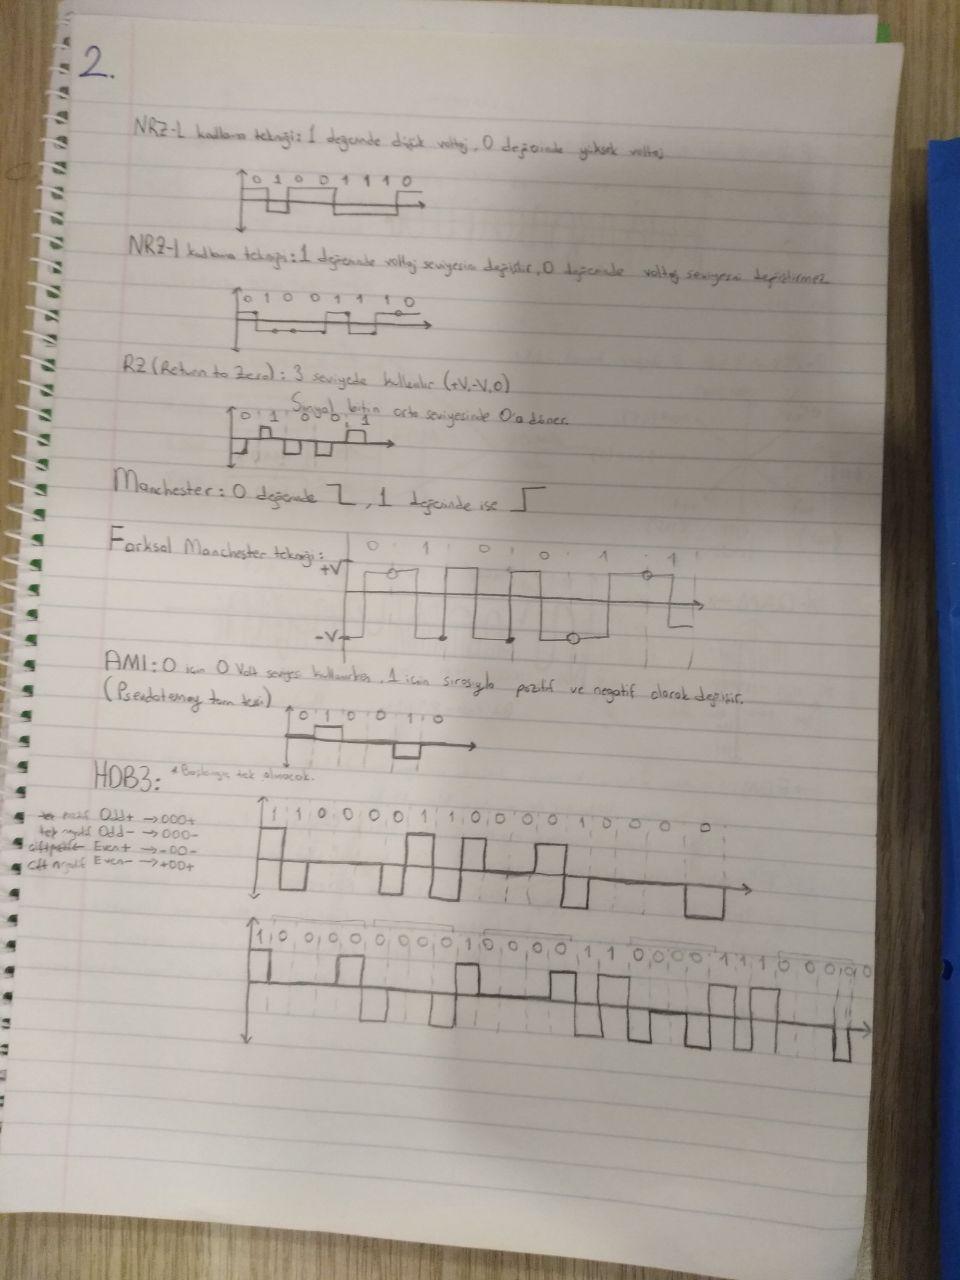 2.
NRZ-L kodlama tekniği: 1 değerinde düşük voltaj, 0 değerinde yüksek voltaj
0 1 0 0 1 1 1 0
NRZ-I kodlama tekniği: 1 değerinde voltaj seviyesini değiştir, 0 değerinde voltaj seviyesini değiştirmez
0 1 0 0 1 1 1 0
RZ (Return to Zero): 3 seviyede kullanılır (+V,-V,0)
Sinyal, bitin orta seviyesinde 0'a döner.
0 1 0 0 1
Manchester: 0 değerinde , 1 değerinde ise
Farksal Manchester tekniği:
0 1 0 0 1 1
+V
-V
AMI: 0 için 0 Volt seviyesi kullanırken, 1 için sırasıyla pozitif ve negatif olarak değişir.
(Pseudoternary tam tersi)
0 1 0 0 1 0
HDB3: * Başlangıç tek olmayacak.
1 1 0 0 0 0 1 1 0 0 0 0 1 0 0 0 0
tek pozitif Odd+ → 000+
tek negatif Odd- → 000-
çift pozitif Even+ → -00-
çift negatif Even- → +00+
1 0 0 0 0 0 0 0 0 1 0 0 0 0 1 1 0 0 0 0 1 1 1 0 0 0 0 0